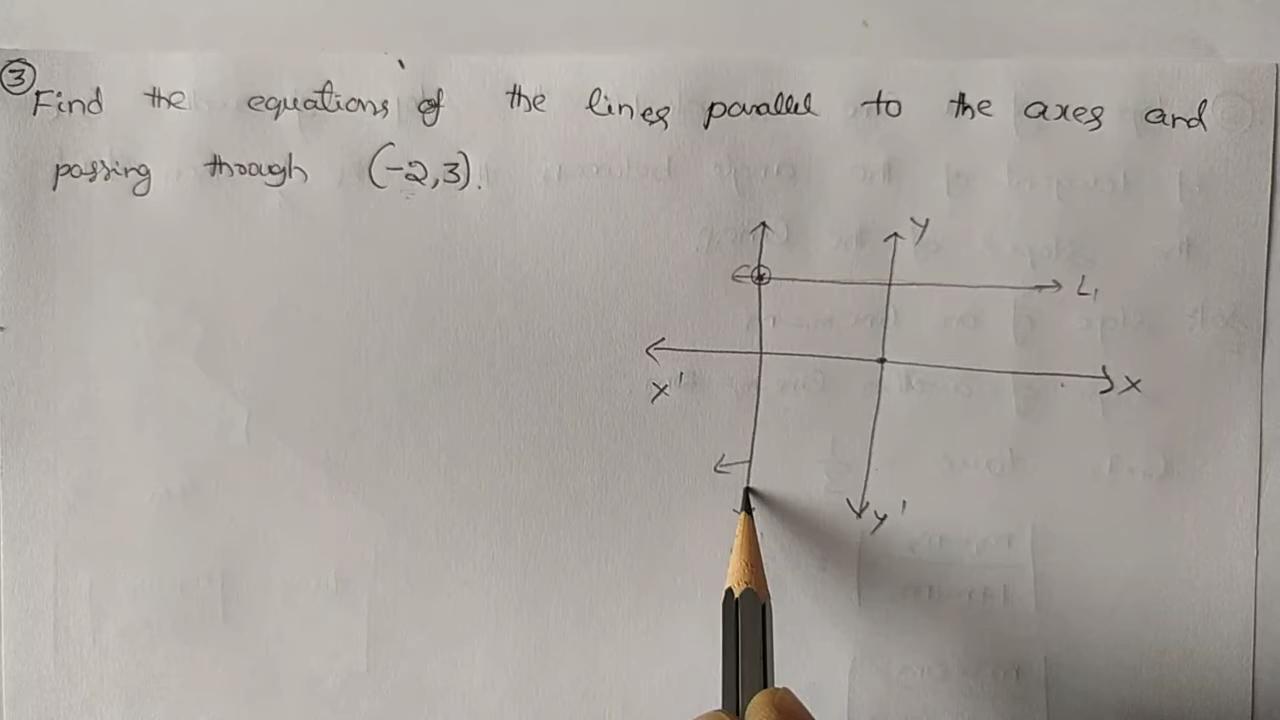 ③
Find the equations of the lines parallel to the axes and
passing through (-2,3).
Y
L₁
X'
X
Y'